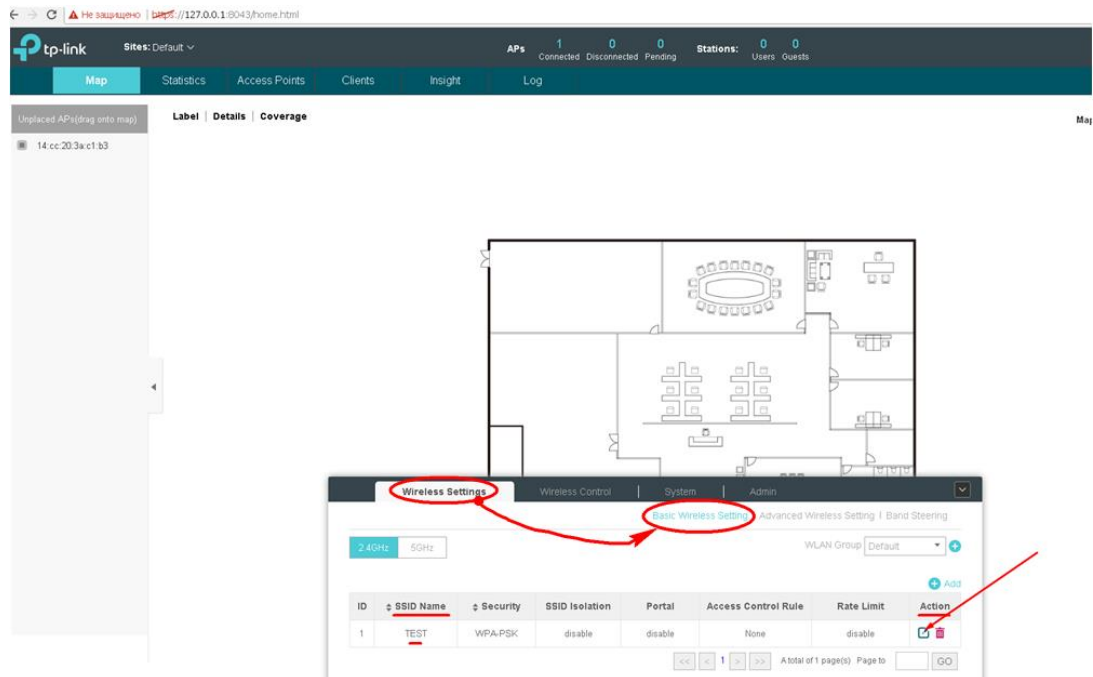 Не защищено | https://127.0.0.1:8043/home.html
tp-link Sites: Default APs 1 0 0 Stations: 0 0
Connected Disconnected Pending Users Guests
Map Statistics Access Points Clients Insight Log
Unplaced APs(drag onto map) Label | Details | Coverage Map
14:cc:20:3a:c1:b3
Wireless Settings Wireless Control | System | Admin
Basic Wireless Setting | Advanced Wireless Setting | Band Steering
2.4GHz 5GHz WLAN Group Default
Add
ID SSID Name Security SSID Isolation Portal Access Control Rule Rate Limit Action
1 TEST WPA-PSK disable disable None disable
<< < 1 > >> A total of 1 page(s) Page to GO